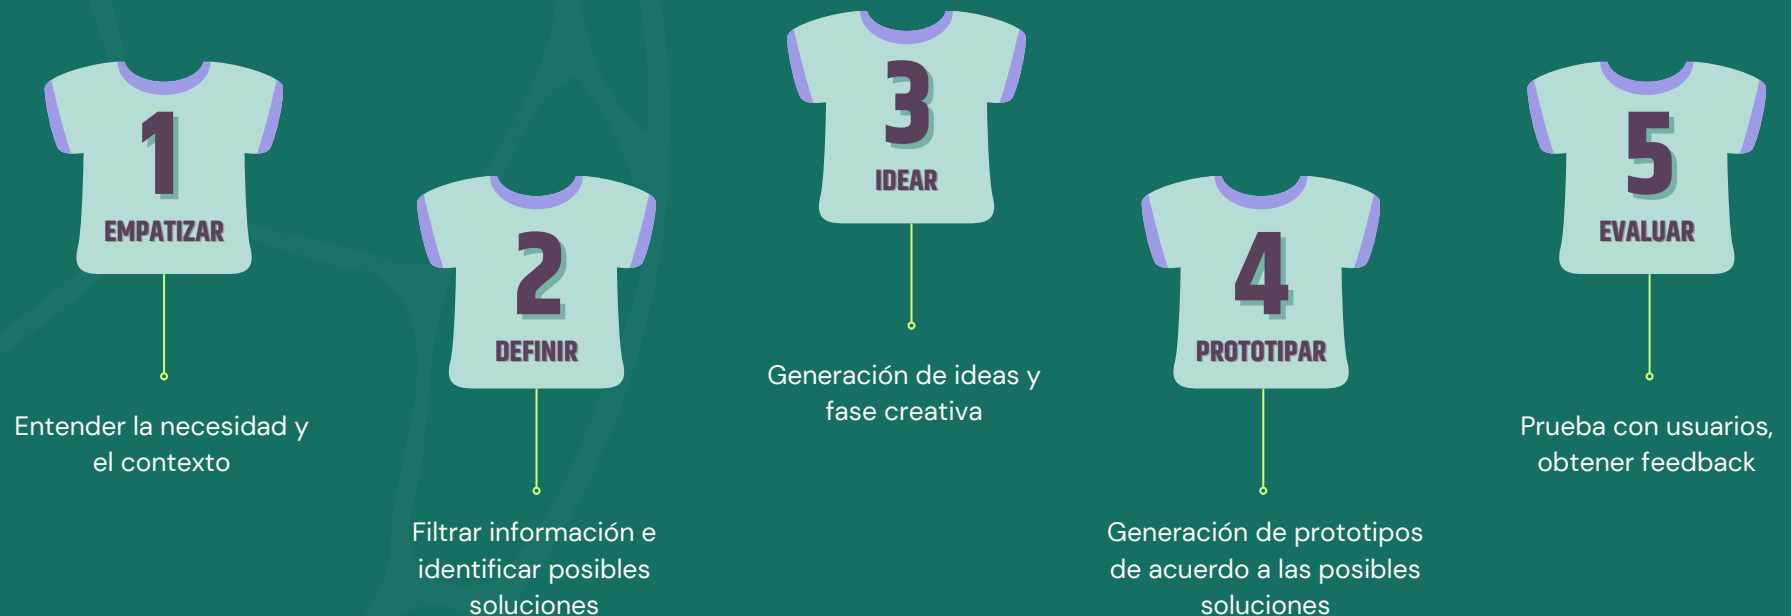 1
EMPATIZAR
Entender la necesidad y
el contexto
2
DEFINIR
Filtrar información e
identificar posibles
soluciones
3
IDEAR
Generación de ideas y
fase creativa
4
PROTOTIPAR
Generación de prototipos
de acuerdo a las posibles
soluciones
5
EVALUAR
Prueba con usuarios,
obtener feedback